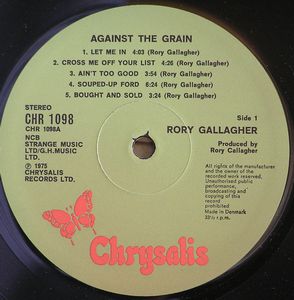 AGAINST THE GRAIN
1. LET ME IN 4:03 (Rory Gallagher)
2. CROSS ME OFF YOUR LIST 4:26 (Rory Gallagher)
3. AIN'T TOO GOOD 3:54 (Rory Gallagher)
4. SOUPED-UP FORD 6:24 (Rory Gallagher)
5. BOUGHT AND SOLD 3:24 (Rory Gallagher)
STEREO
CHR 1098
CHR 1098A
NCB
STRANGE MUSIC
LTD/G.H.MUSIC
LTD.
℗ 1975
CHRYSALIS
RECORDS LTD.
Side 1
RORY GALLAGHER
Produced by
Rory Gallagher
All rights of the manufacturer
and the owner of the
recorded work reserved.
Unauthorised public
performance,
broadcasting and
copying of this
record
prohibited
Made in Denmark
33⅓ r.p.m.
Chrysalis